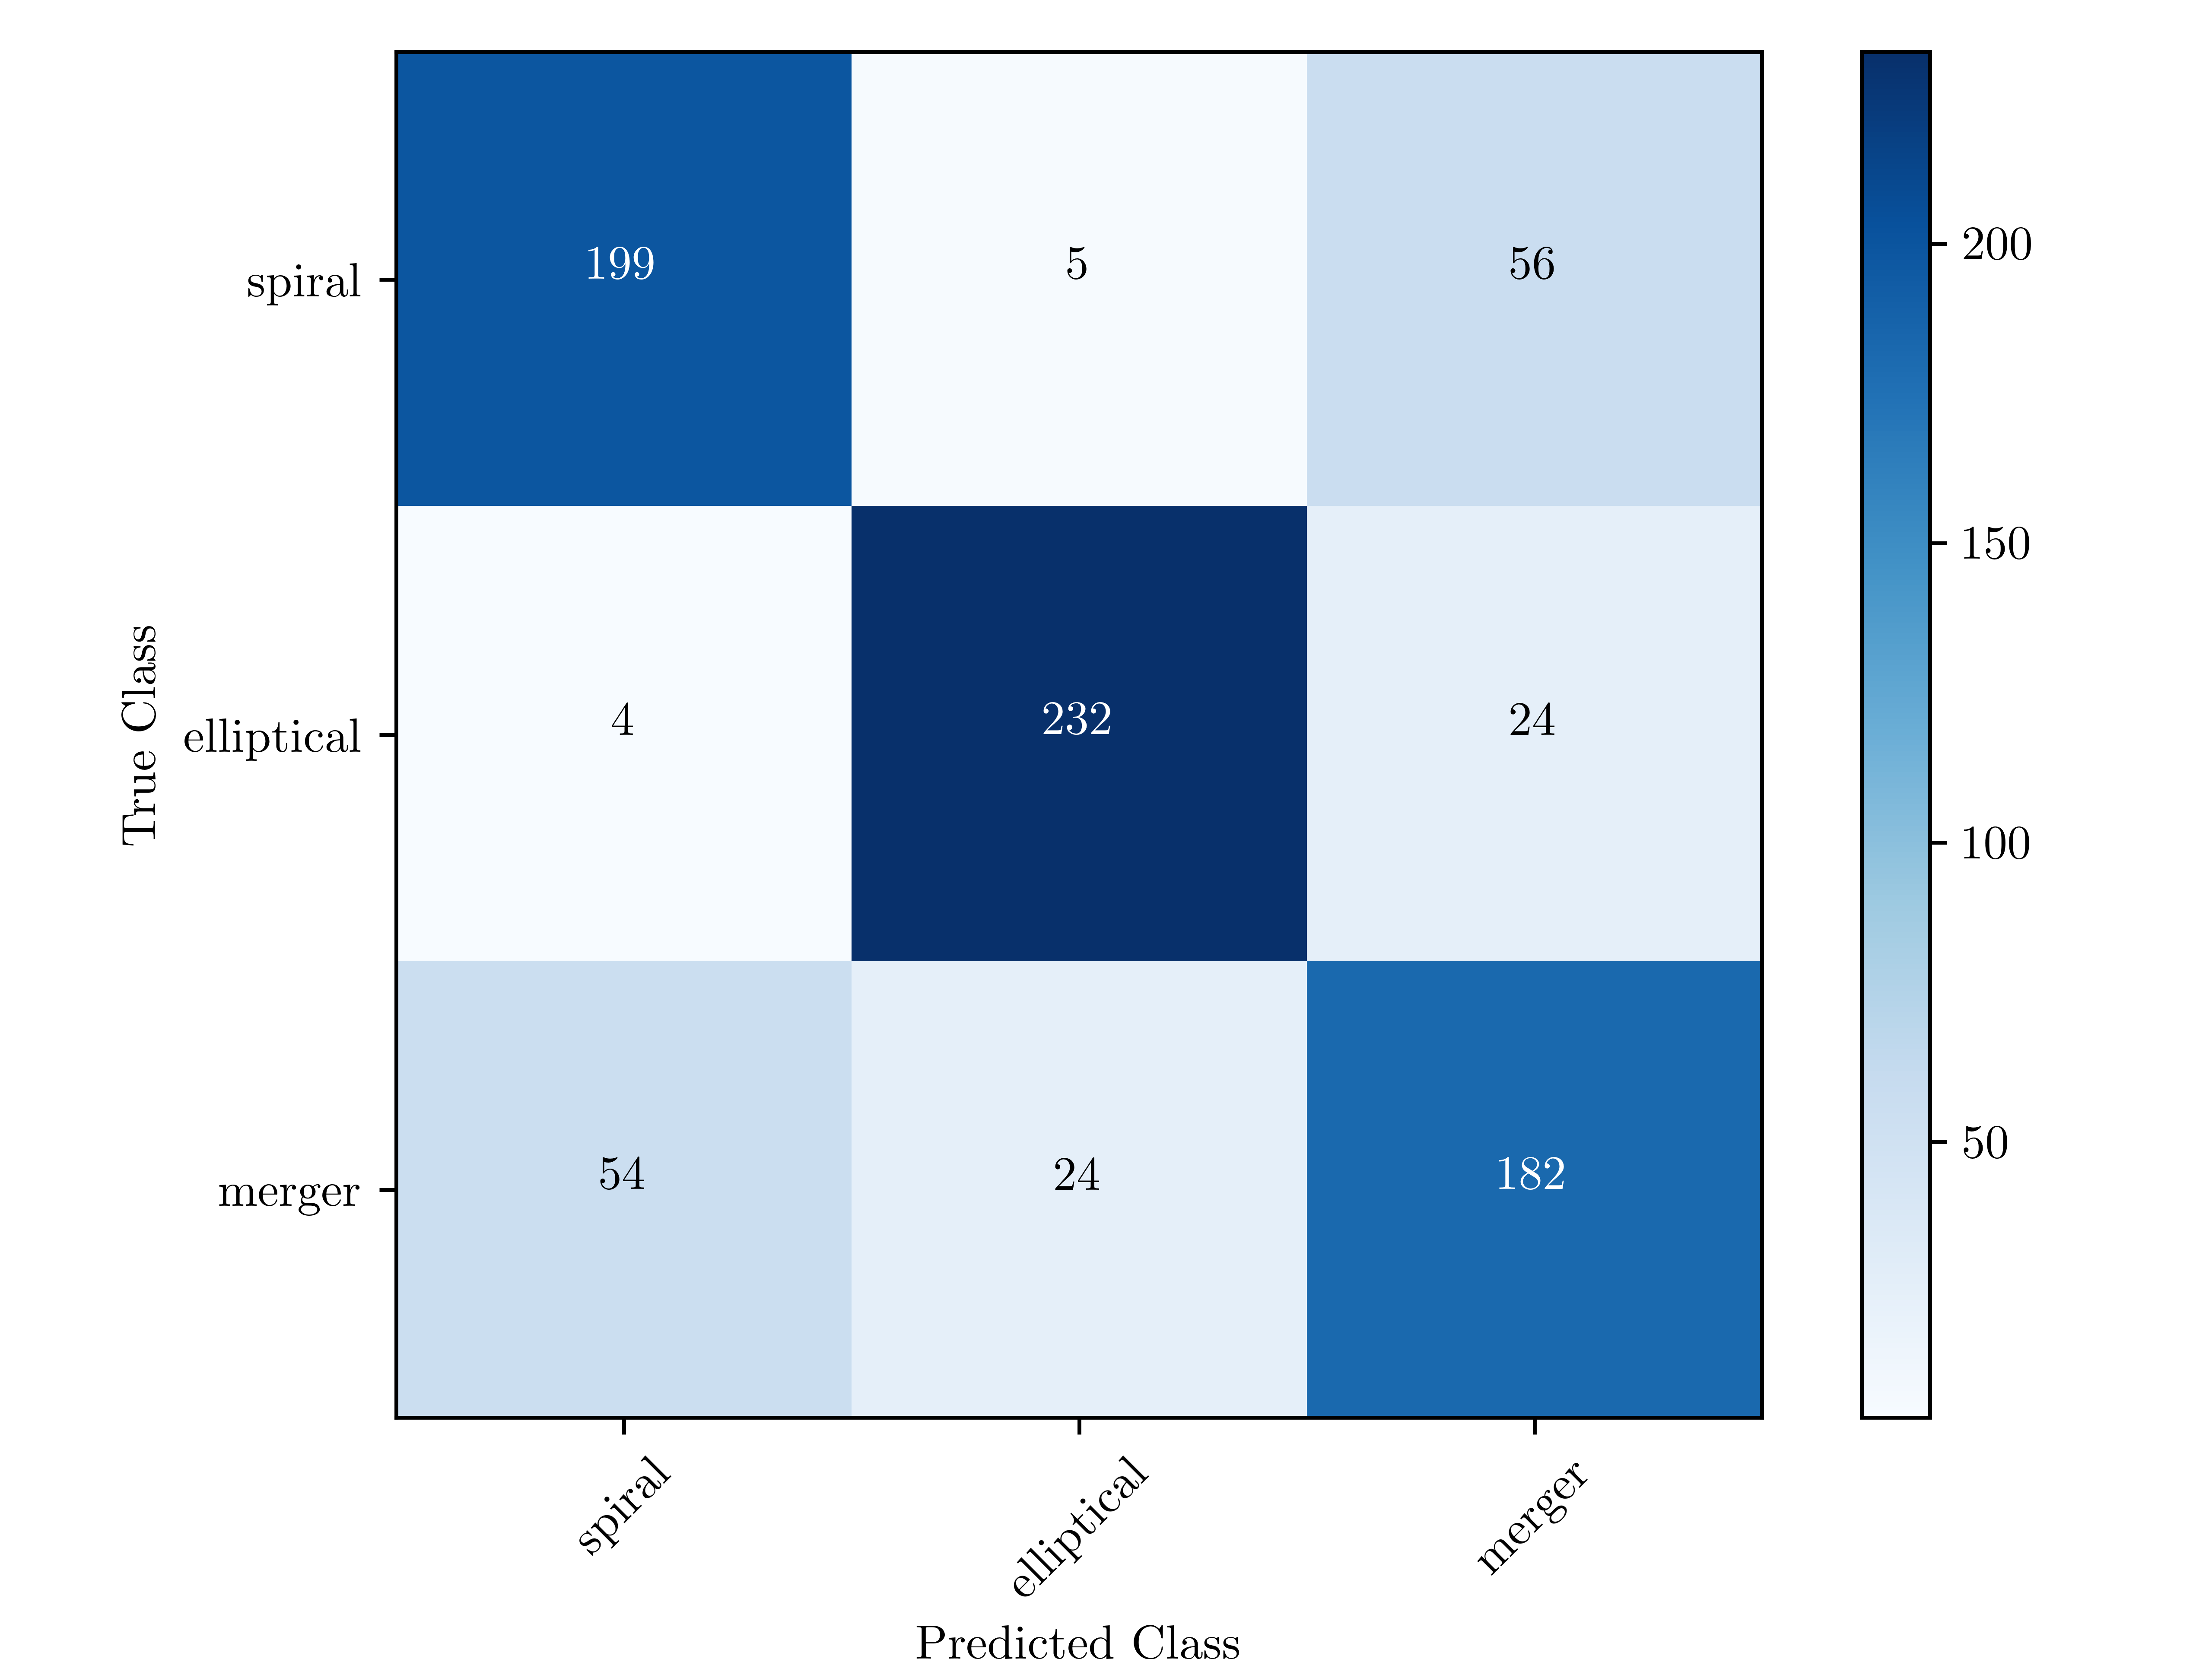 True Class
spiral
elliptical
merger
199 5 56
4 232 24
54 24 182
spiral elliptical merger
Predicted Class
200
150
100
50